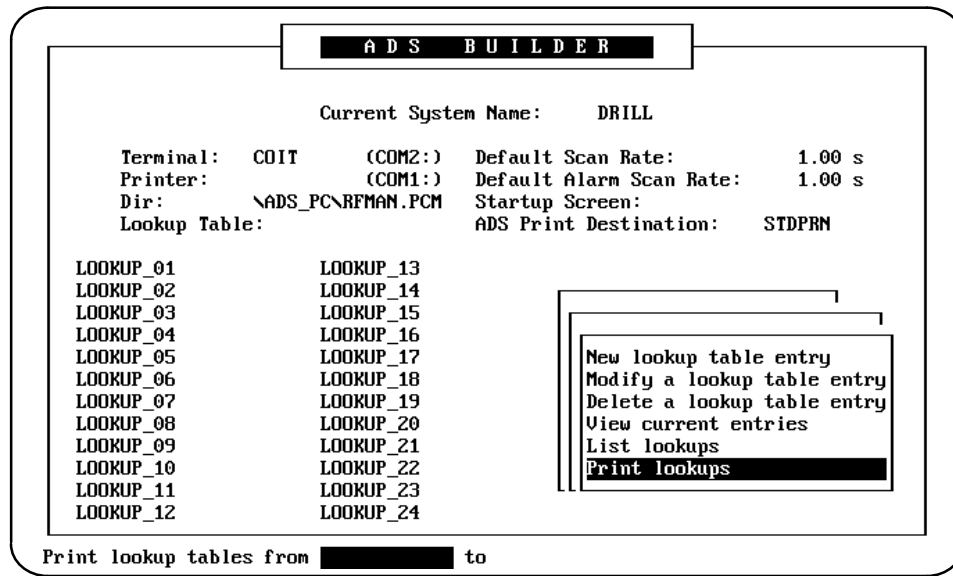 ADS BUILDER
Current System Name: DRILL
Terminal: COIT (COM2:) Default Scan Rate: 1.00 s
Printer: (COM1:) Default Alarm Scan Rate: 1.00 s
Dir: \ADS_PC\RFMAN.PCM Startup Screen:
Lookup Table: ADS Print Destination: STDPRN
LOOKUP_01 LOOKUP_13
LOOKUP_02 LOOKUP_14
LOOKUP_03 LOOKUP_15
LOOKUP_04 LOOKUP_16
LOOKUP_05 LOOKUP_17
LOOKUP_06 LOOKUP_18
LOOKUP_07 LOOKUP_19
LOOKUP_08 LOOKUP_20
LOOKUP_09 LOOKUP_21
LOOKUP_10 LOOKUP_22
LOOKUP_11 LOOKUP_23
LOOKUP_12 LOOKUP_24
New lookup table entry
Modify a lookup table entry
Delete a lookup table entry
View current entries
List lookups
Print lookups
Print lookup tables from to